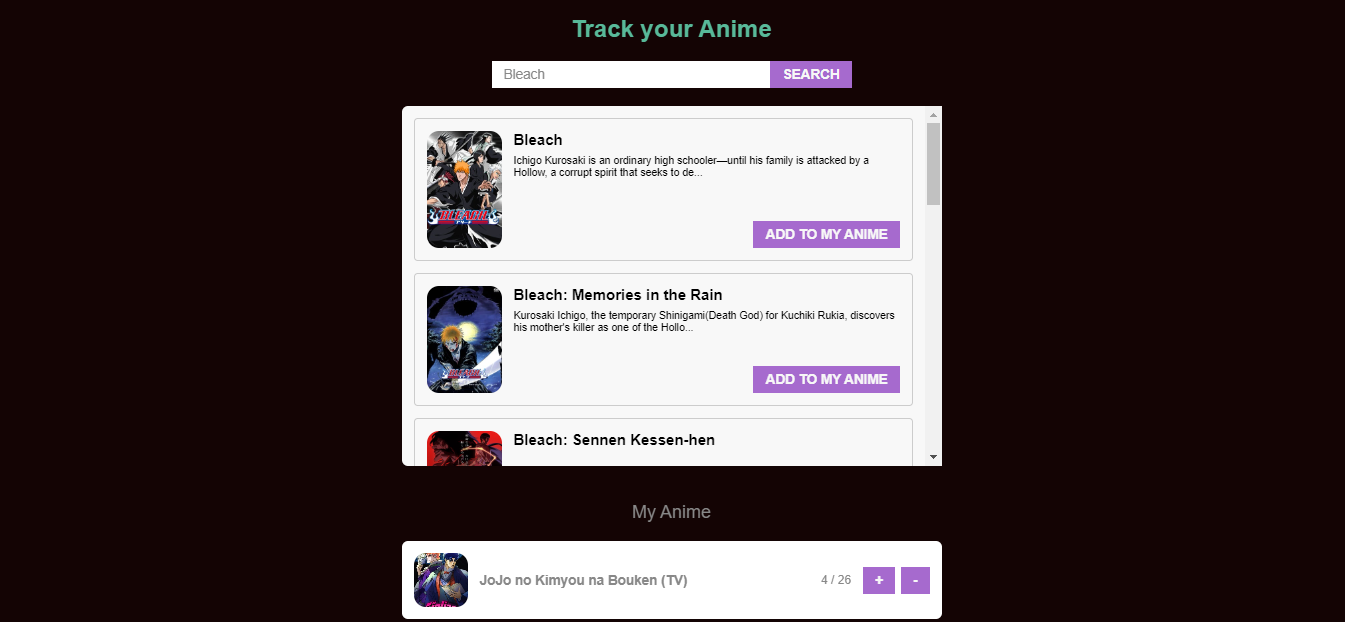 Track your Anime
Bleach
SEARCH
Bleach
Ichigo Kurosaki is an ordinary high schooler—until his family is attacked by a
Hollow, a corrupt spirit that seeks to de...
BLEACH
ADD TO MY ANIME
Bleach: Memories in the Rain
Kurosaki Ichigo, the temporary Shinigami(Death God) for Kuchiki Rukia, discovers
his mother's killer as one of the Hollo...
BLEACH
ADD TO MY ANIME
Bleach: Sennen Kessen-hen
My Anime
JoJo no Kimyou na Bouken (TV)
4 / 26
+
-